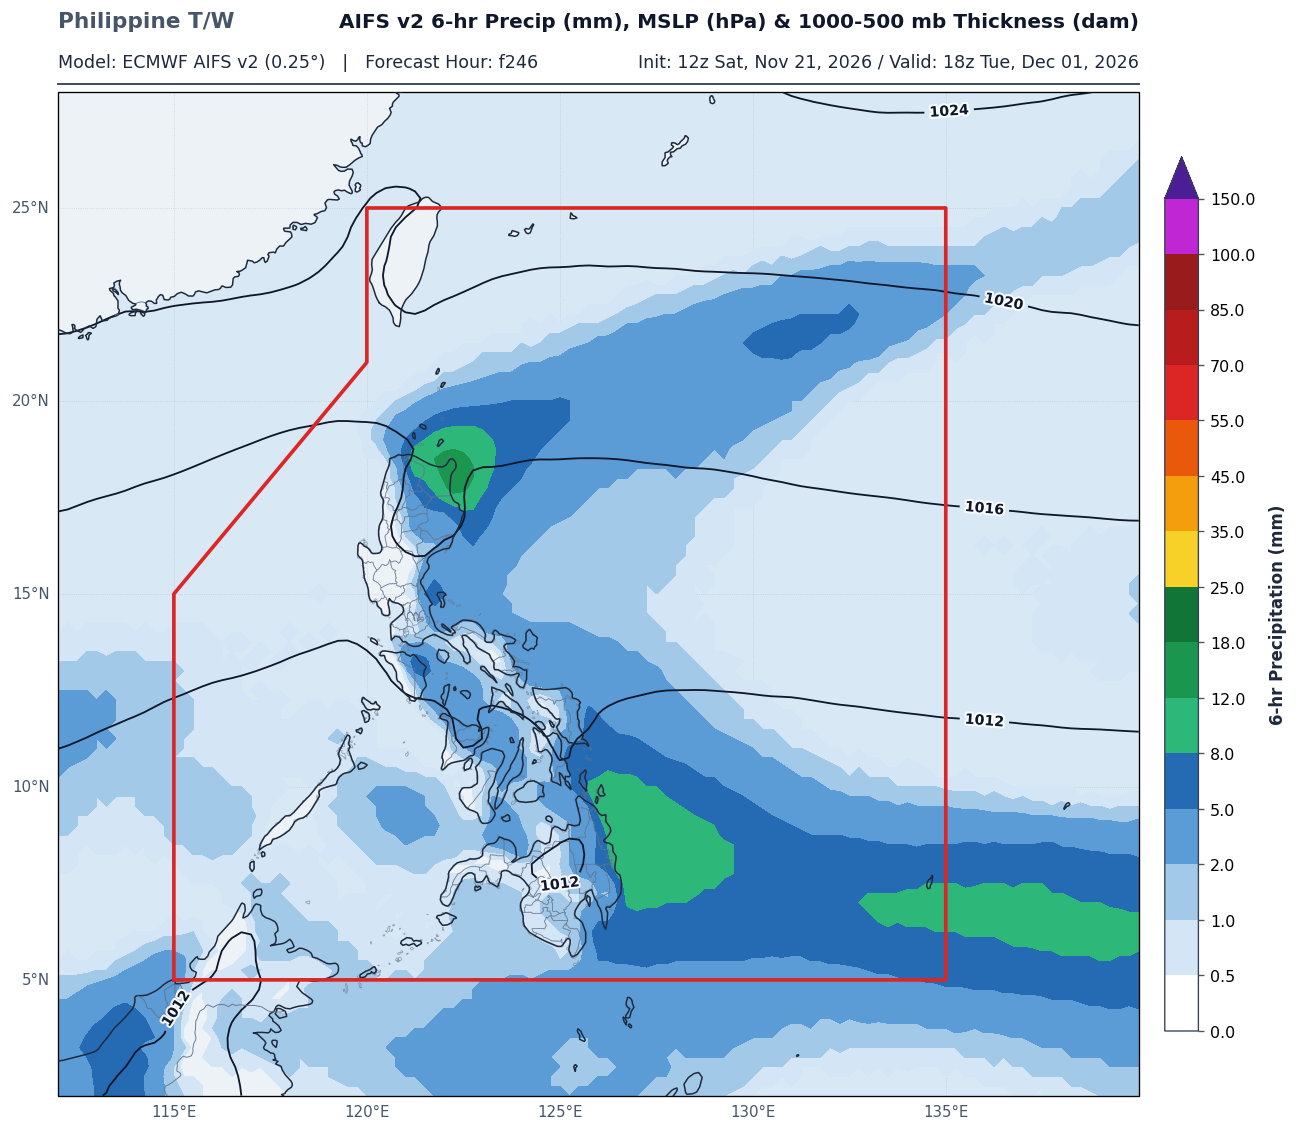 Philippine T/W
AIFS v2 6-hr Precip (mm), MSLP (hPa) & 1000-500 mb Thickness (dam)
Model: ECMWF AIFS v2 (0.25°) | Forecast Hour: f246
Init: 12z Sat, Nov 21, 2026 / Valid: 18z Tue, Dec 01, 2026
1024
1020
1016
1012
1012
1012
25°N
20°N
15°N
10°N
5°N
115°E
120°E
125°E
130°E
135°E
150.0
100.0
85.0
70.0
55.0
45.0
35.0
25.0
18.0
12.0
8.0
5.0
2.0
1.0
0.5
0.0
6-hr Precipitation (mm)